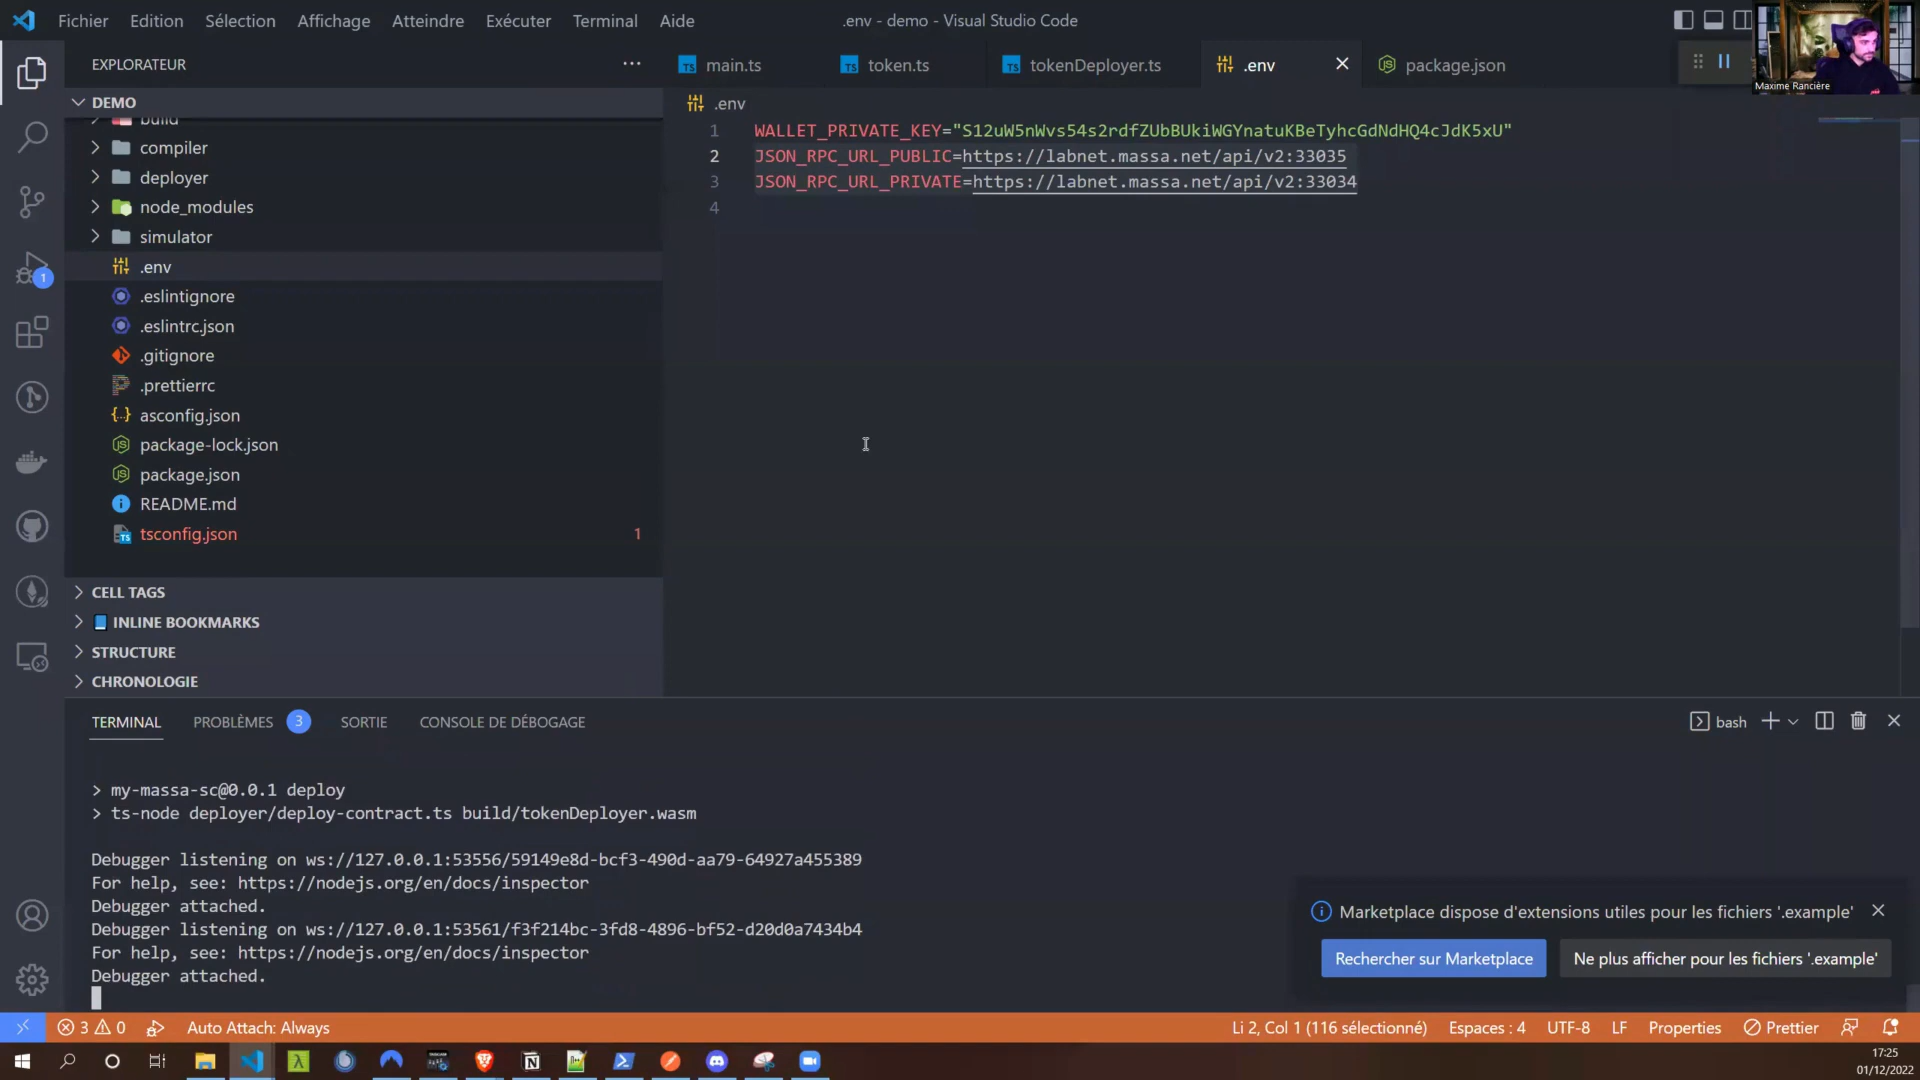 Fichier Edition Sélection Affichage Atteindre Exécuter Terminal Aide
.env - demo - Visual Studio Code
Maxime Rancière
EXPLORATEUR
main.ts
token.ts
tokenDeployer.ts
.env
package.json
DEMO
build
compiler
deployer
node_modules
simulator
.env
.eslintignore
.eslintrc.json
.gitignore
.prettierrc
asconfig.json
package-lock.json
package.json
README.md
tsconfig.json 1
CELL TAGS
INLINE BOOKMARKS
STRUCTURE
CHRONOLOGIE
1
.env
1 WALLET_PRIVATE_KEY="S12uW5nWvs54s2rdfZUbBUkiWGYnatuKBeTyhcGdNdHQ4cJdK5xU"
2 JSON_RPC_URL_PUBLIC=https://labnet.massa.net/api/v2:33035
3 JSON_RPC_URL_PRIVATE=https://labnet.massa.net/api/v2:33034
4
TERMINAL PROBLÈMES 3 SORTIE CONSOLE DE DÉBOGAGE
bash
> my-massa-sc@0.0.1 deploy
> ts-node deployer/deploy-contract.ts build/tokenDeployer.wasm
Debugger listening on ws://127.0.0.1:53556/59149e8d-bcf3-490d-aa79-64927a455389
For help, see: https://nodejs.org/en/docs/inspector
Debugger attached.
Debugger listening on ws://127.0.0.1:53561/f3f214bc-3fd8-4896-bf52-d20d0a7434b4
For help, see: https://nodejs.org/en/docs/inspector
Debugger attached.
Marketplace dispose d'extensions utiles pour les fichiers '.example'
Rechercher sur Marketplace
Ne plus afficher pour les fichiers '.example'
3 0 Auto Attach: Always
Li 2, Col 1 (116 sélectionné) Espaces : 4 UTF-8 LF Properties Prettier
17:25
01/12/2022